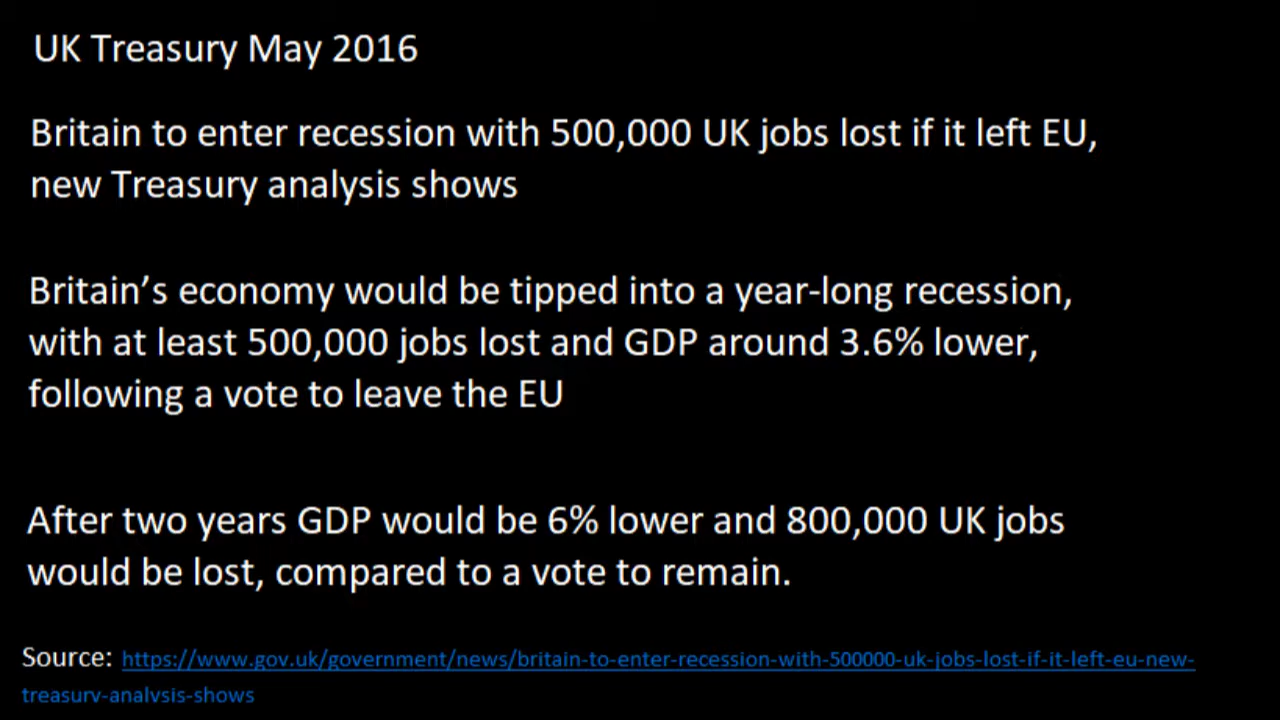 UK Treasury May 2016
Britain to enter recession with 500,000 UK jobs lost if it left EU,
new Treasury analysis shows
Britain’s economy would be tipped into a year-long recession,
with at least 500,000 jobs lost and GDP around 3.6% lower,
following a vote to leave the EU
After two years GDP would be 6% lower and 800,000 UK jobs
would be lost, compared to a vote to remain.
Source: https://www.gov.uk/government/news/britain-to-enter-recession-with-500000-uk-jobs-lost-if-it-left-eu-new-
treasury-analysis-shows